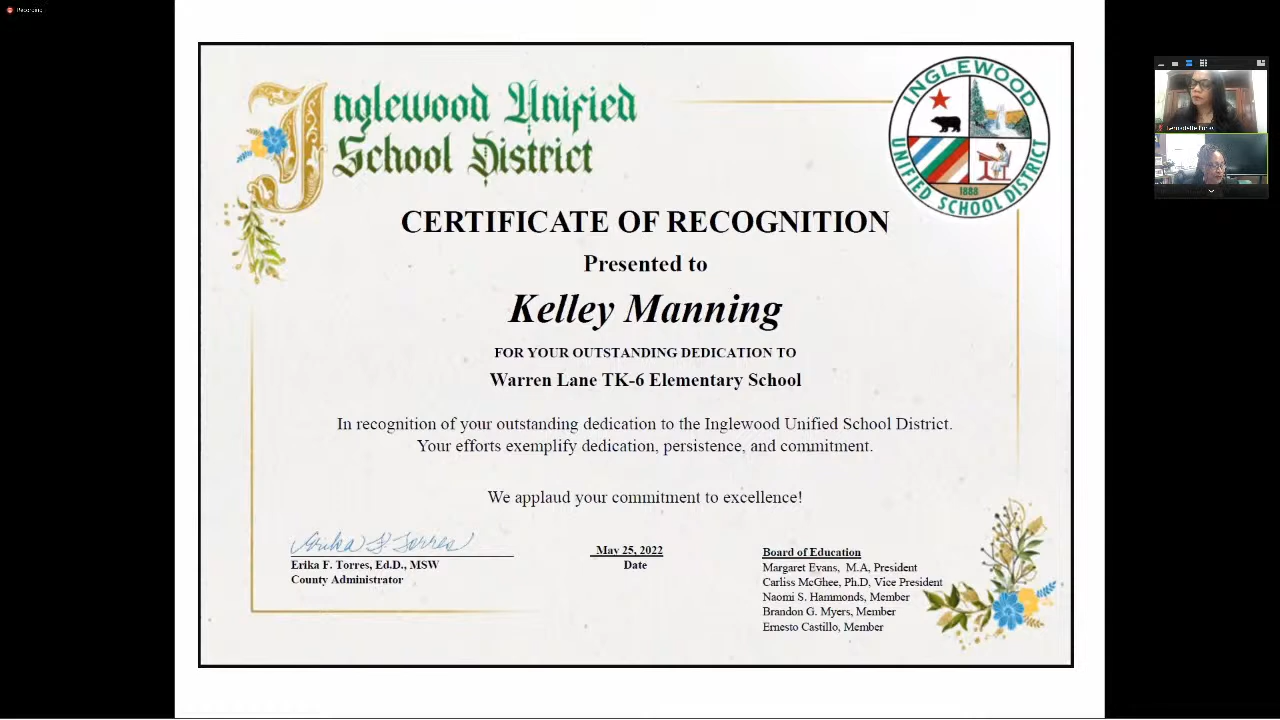 Recording
Inglewood Unified
School District
INGLEWOOD
UNIFIED SCHOOL DISTRICT
1888
CERTIFICATE OF RECOGNITION
Presented to
Kelley Manning
FOR YOUR OUTSTANDING DEDICATION TO
Warren Lane TK-6 Elementary School
In recognition of your outstanding dedication to the Inglewood Unified School District.
Your efforts exemplify dedication, persistence, and commitment.
We applaud your commitment to excellence!
Erika F Torres
Erika F. Torres, Ed.D., MSW
County Administrator
May 25, 2022
Date
Board of Education
Margaret Evans, M.A, President
Carliss McGhee, Ph.D, Vice President
Naomi S. Hammonds, Member
Brandon G. Myers, Member
Ernesto Castillo, Member
Bernadette